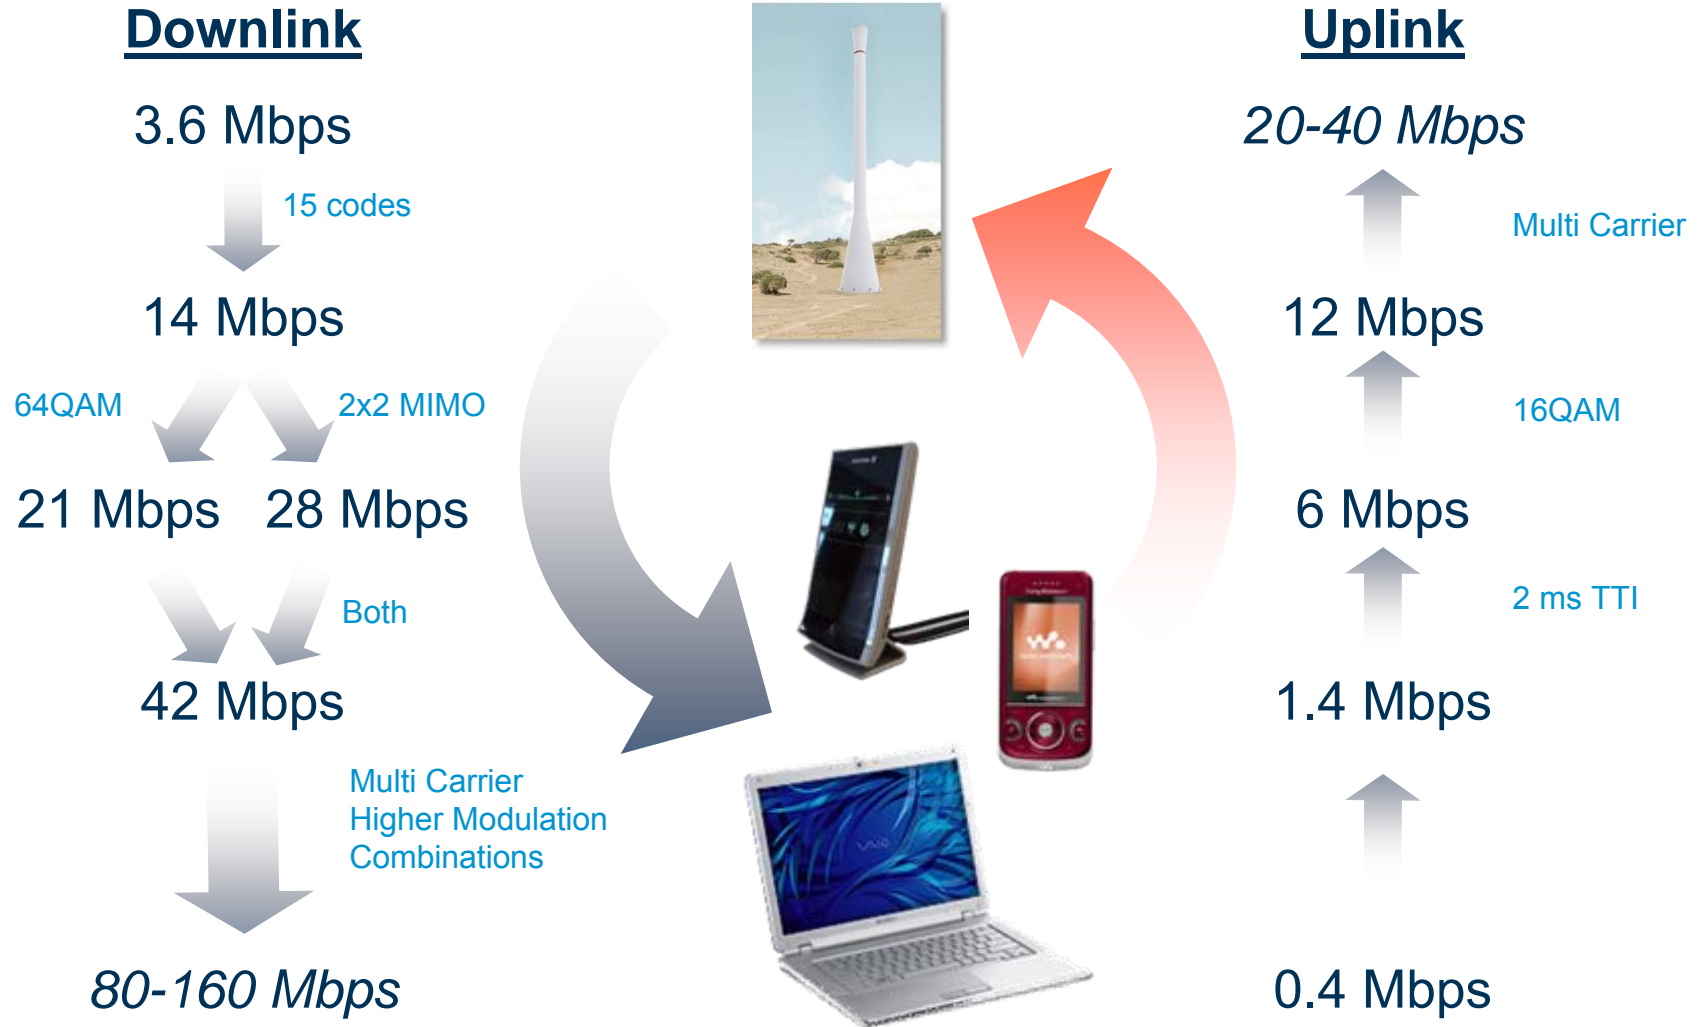 Downlink
3.6 Mbps
15 codes
14 Mbps
64QAM
2x2 MIMO
21 Mbps
28 Mbps
Both
42 Mbps
Multi Carrier
Higher Modulation
Combinations
80-160 Mbps
VAIO
Uplink
20-40 Mbps
Multi Carrier
12 Mbps
16QAM
6 Mbps
2 ms TTI
1.4 Mbps
0.4 Mbps